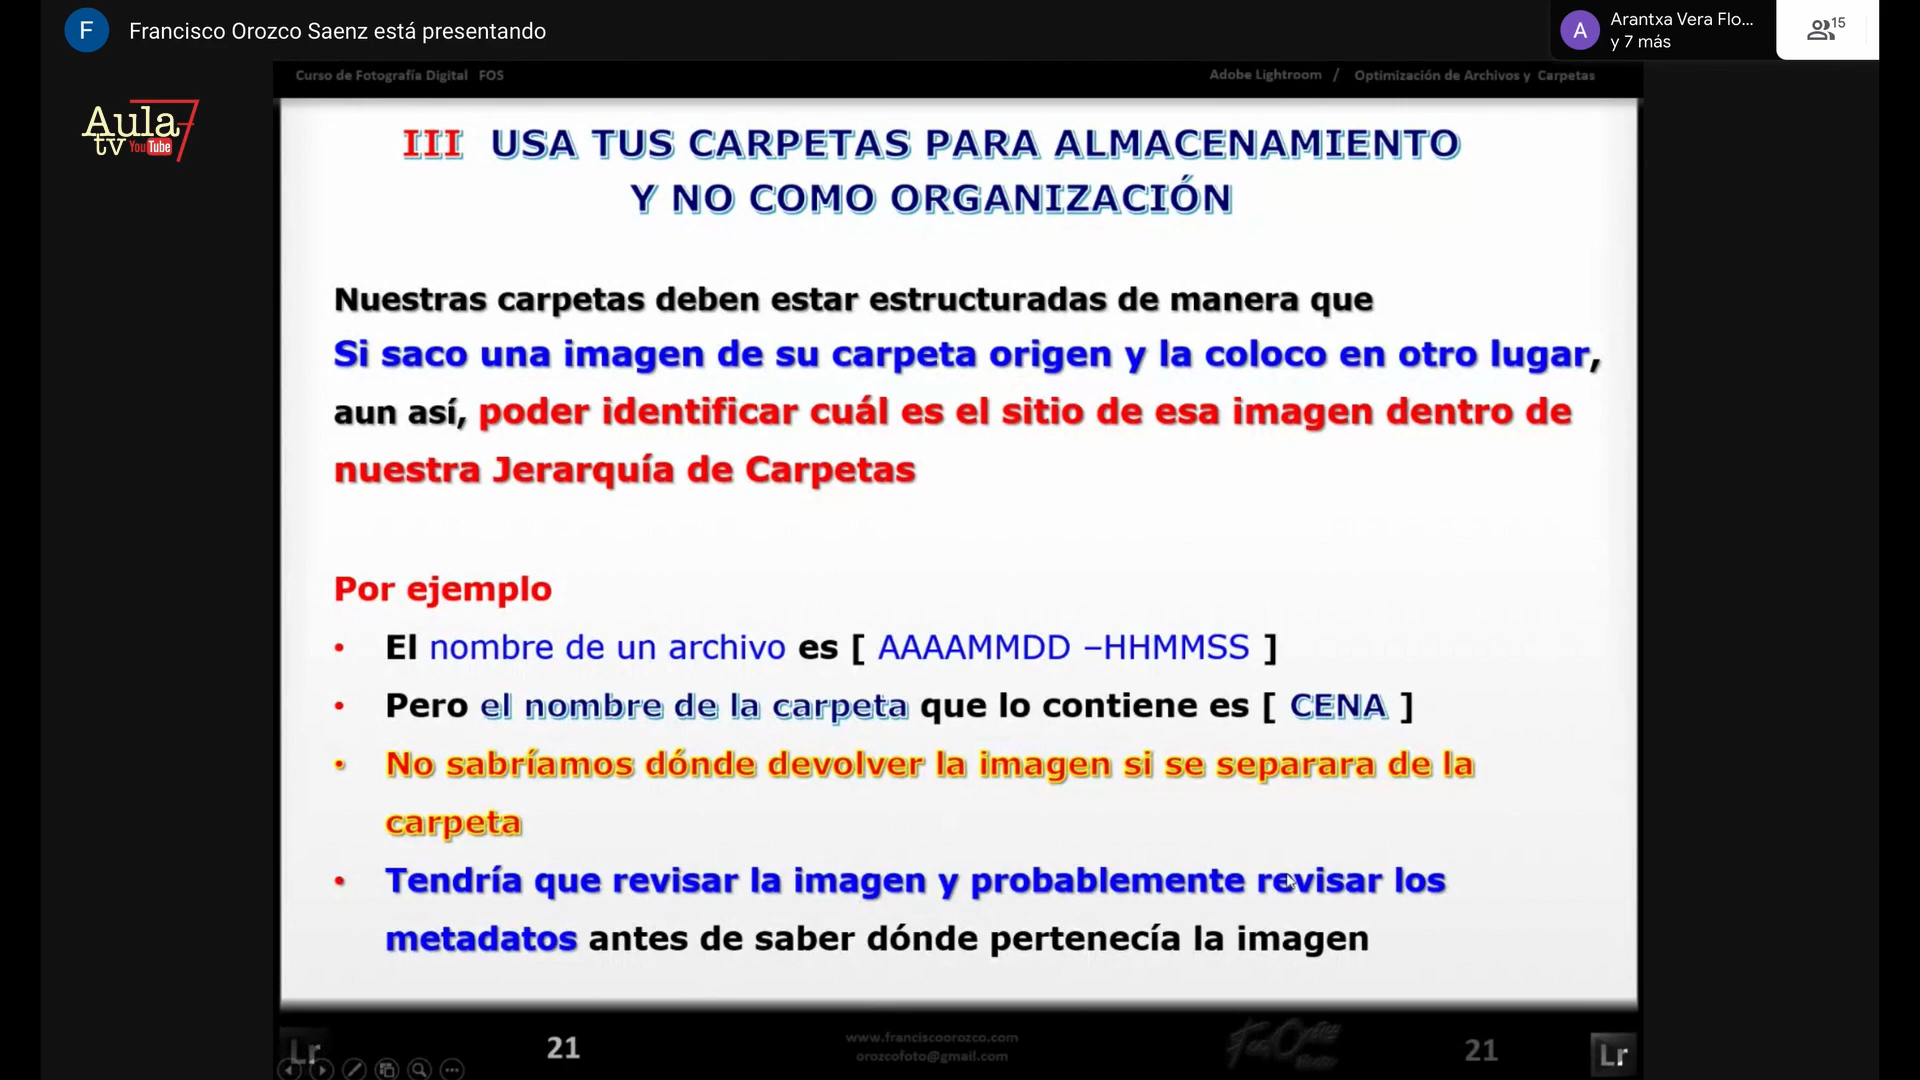 F Francisco Orozco Saenz está presentando
A Arantxa Vera Flo...
y 7 más
15
Curso de Fotografía Digital FOS
Adobe Lightroom / Optimización de Archivos y Carpetas
Aula 7
tv YouTube
III USA TUS CARPETAS PARA ALMACENAMIENTO
Y NO COMO ORGANIZACIÓN
Nuestras carpetas deben estar estructuradas de manera que
Si saco una imagen de su carpeta origen y la coloco en otro lugar,
aun así, poder identificar cuál es el sitio de esa imagen dentro de
nuestra Jerarquía de Carpetas
Por ejemplo
• El nombre de un archivo es [ AAAAMMDD –HHMMSS ]
• Pero el nombre de la carpeta que lo contiene es [ CENA ]
• No sabríamos dónde devolver la imagen si se separara de la
carpeta
• Tendría que revisar la imagen y probablemente revisar los
metadatos antes de saber dónde pertenecía la imagen
Lr
21
www.franciscoorozco.com
orozcofoto@gmail.com
21
Lr